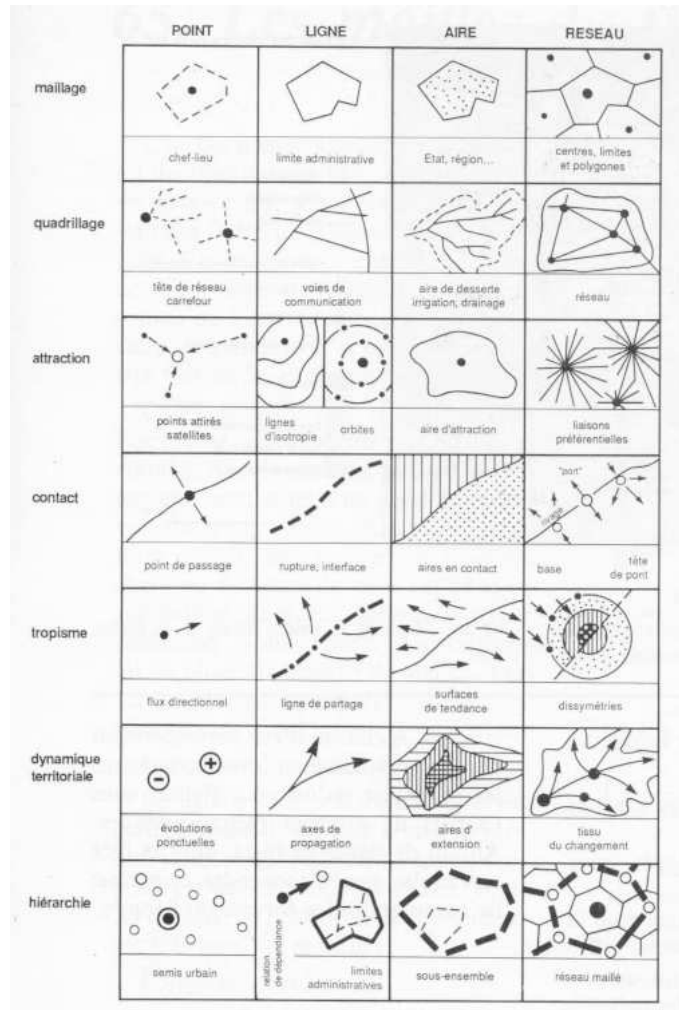 POINT LIGNE AIRE RESEAU
maillage
chef-lieu
limite administrative
Etat, région...
centres, limites
et polygones
quadrillage
tête de réseau
carrefour
voies de
communication
aire de desserte
irrigation, drainage
réseau
attraction
points attirés
satellites
lignes
d'isotropie
orbites
aire d'attraction
liaisons
préférentielles
contact
"port"
rivage
point de passage
rupture, interface
aires en contact
base
tête
de pont
tropisme
flux directionnel
ligne de partage
surfaces
de tendance
dissymétries
dynamique
territoriale
évolutions
ponctuelles
axes de
propagation
aires d'
extension
tissu
du changement
hiérarchie
semis urbain
relation
de dépendance
limites
administratives
sous-ensemble
réseau maillé